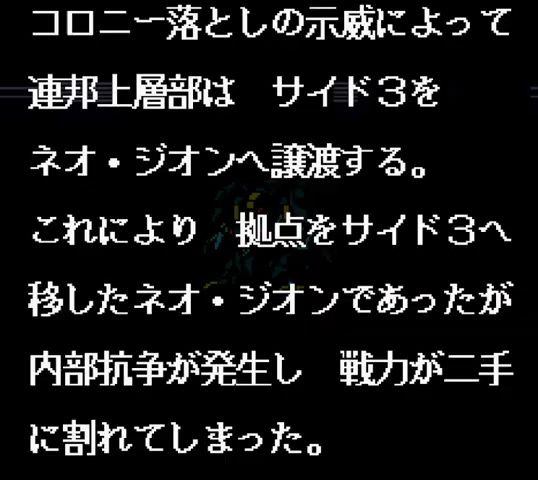 コロニー落としの示威によって
連邦上層部は　サイド３を
ネオ・ジオンへ譲渡する。
これにより　拠点をサイド３へ
移したネオ・ジオンであったが
内部抗争が発生し　戦力が二手
に割れてしまった。